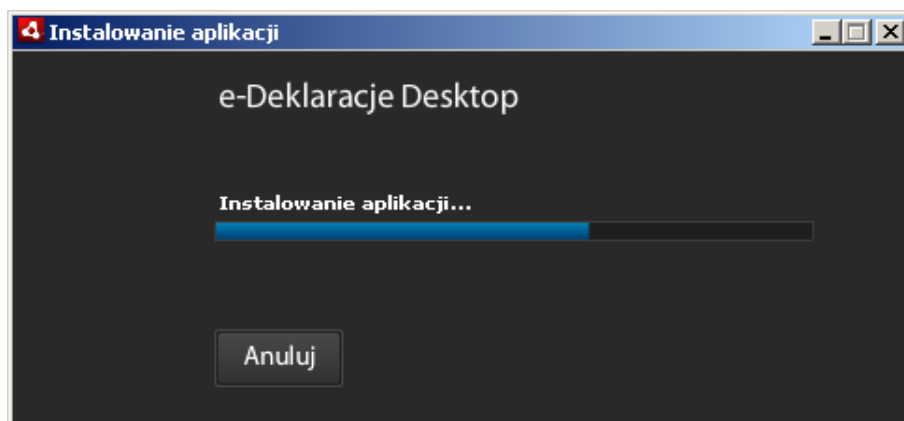 Instalowanie aplikacji
e-Deklaracje Desktop
Instalowanie aplikacji...
Anuluj